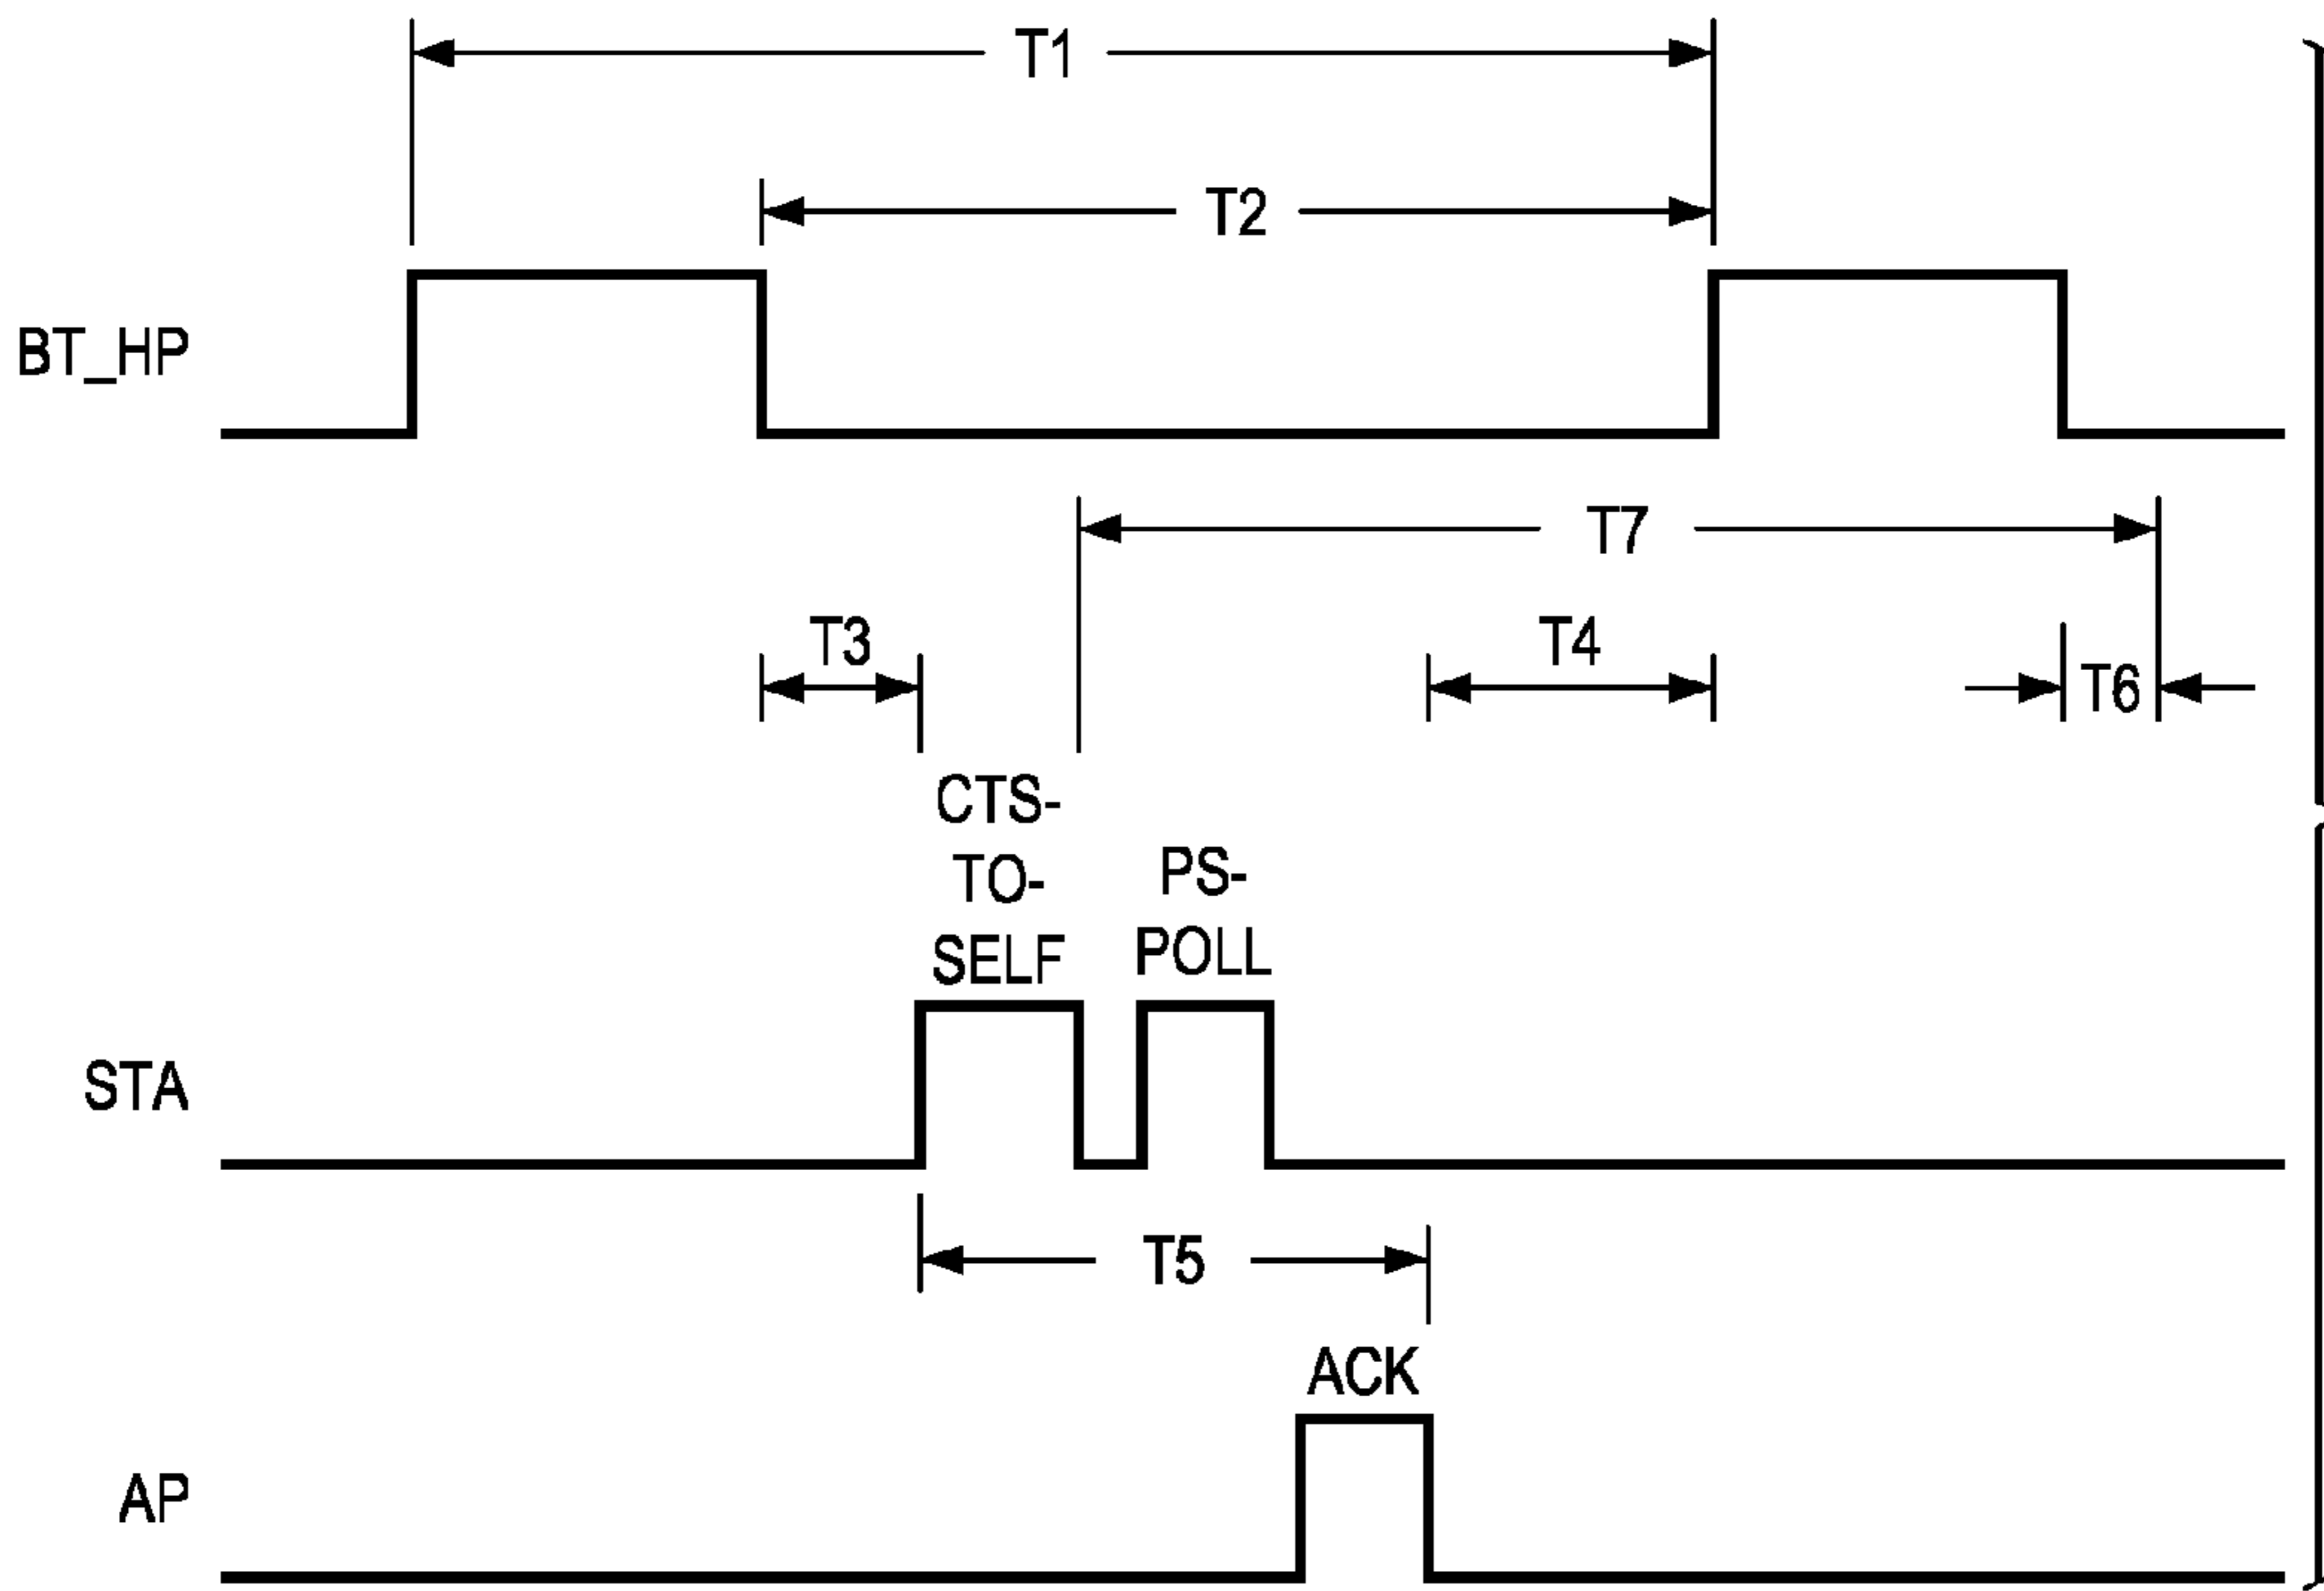 T1
T2
BT_HP
T7
T3
T4
T6
CTS-
TO-
SELF
PS-
POLL
STA
T5
ACK
AP